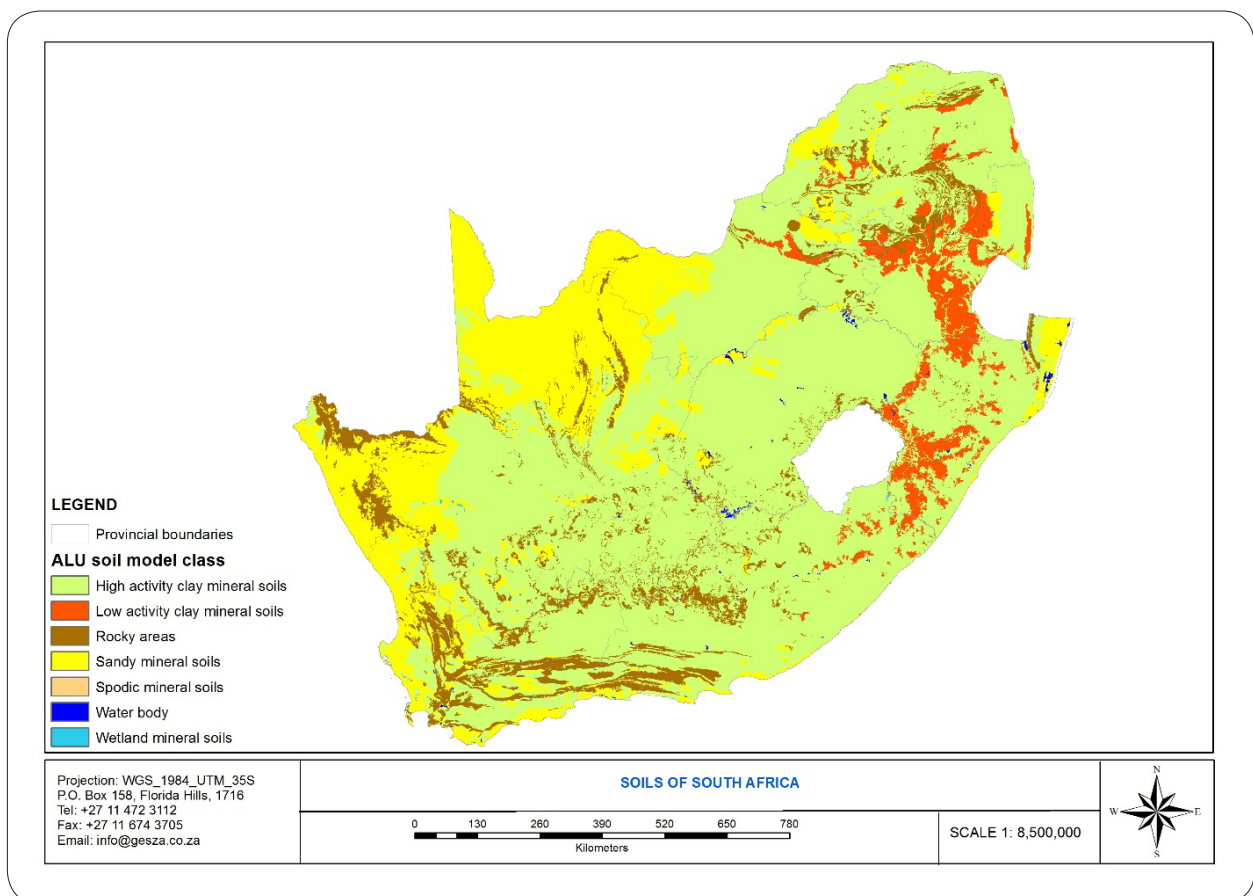 LEGEND
Provincial boundaries
ALU soil model class
High activity clay mineral soils
Low activity clay mineral soils
Rocky areas
Sandy mineral soils
Spodic mineral soils
Water body
Wetland mineral soils
Projection: WGS_1984_UTM_35S
P.O. Box 158, Florida Hills, 1716
Tel: +27 11 472 3112
Fax: +27 11 674 3705
Email: info@gesza.co.za
SOILS OF SOUTH AFRICA
0 130 260 390 520 650 780
Kilometers
SCALE 1: 8,500,000
N
W E
S